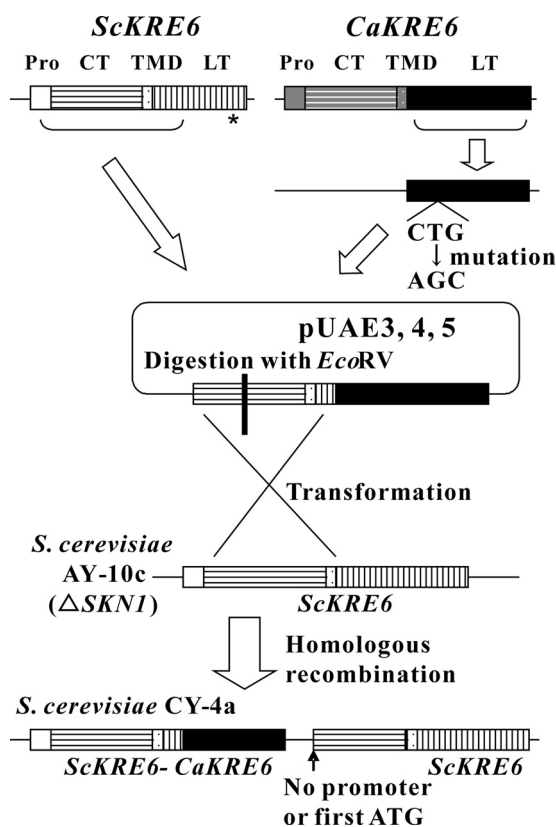 ScKRE6 CaKRE6
Pro CT TMD LT Pro CT TMD LT
*
CTG
↓ mutation
AGC
pUAE3, 4, 5
Digestion with EcoRV
Transformation
S. cerevisiae
AY-10c
(△SKN1)
ScKRE6
Homologous
recombination
S. cerevisiae CY-4a
ScKRE6- CaKRE6 ScKRE6
No promoter
or first ATG